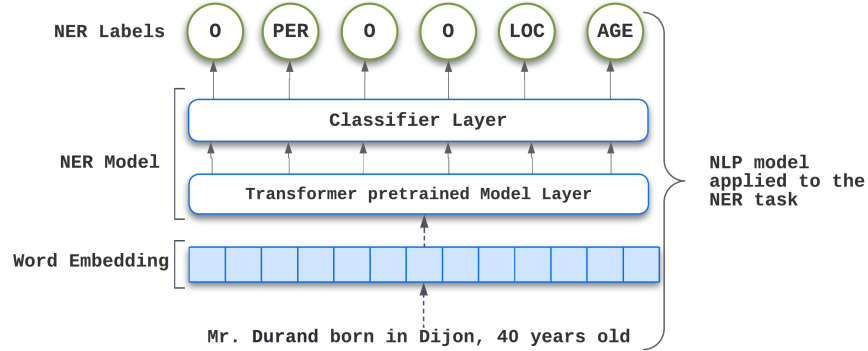 NER Labels
O PER O O LOC AGE
Classifier Layer
NER Model
Transformer pretrained Model Layer
NLP model
applied to the
NER task
Word Embedding
Mr. Durand born in Dijon, 40 years old